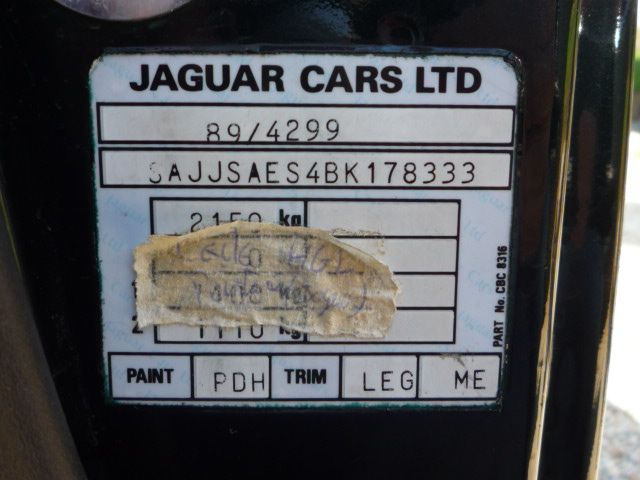 JAGUAR CARS LTD
89/4299
SAJJSAES4BK178333
2150 kg
2 1110 kg
PART No. CBC 8316
PAINT PDH TRIM LEG ME